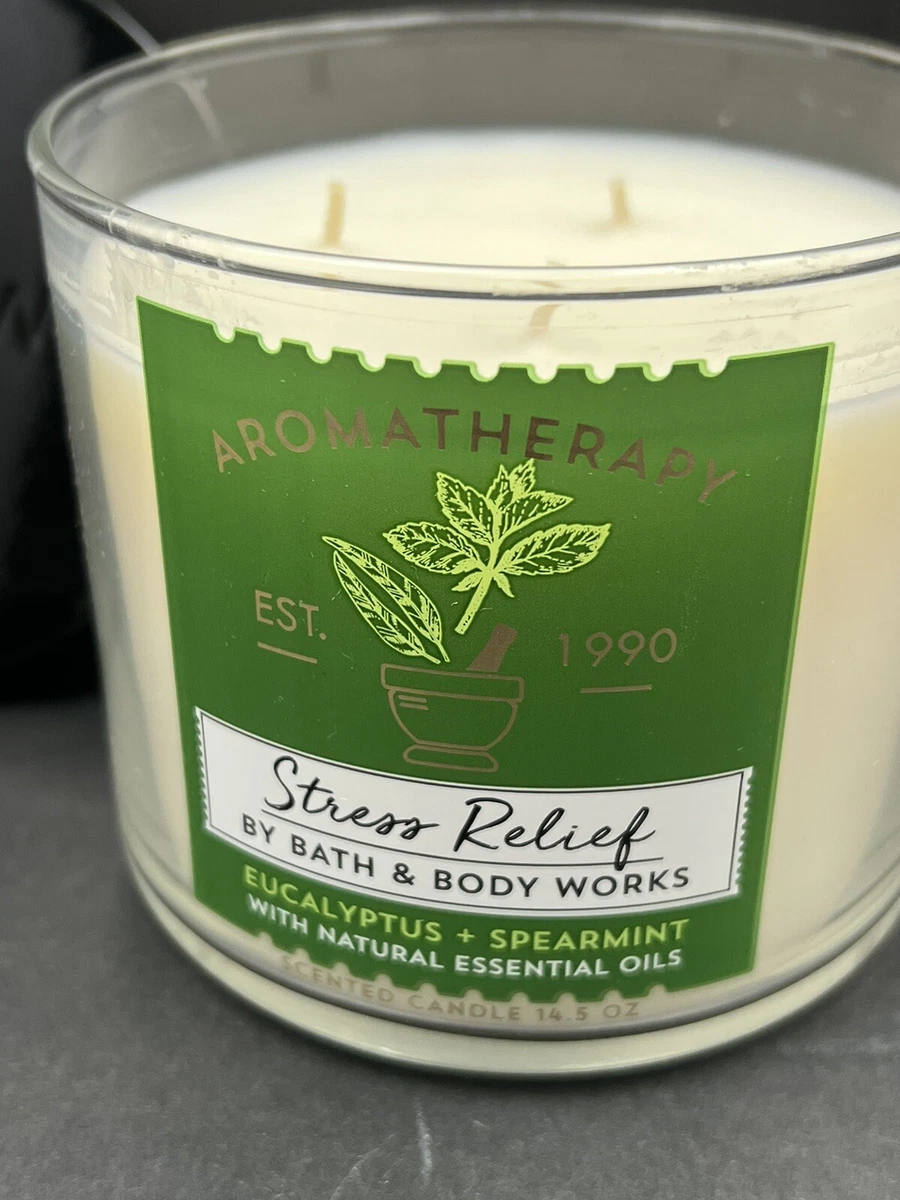 AROMATHERAPY
EST. 1990
Stress Relief
BY BATH & BODY WORKS
EUCALYPTUS + SPEARMINT
WITH NATURAL ESSENTIAL OILS
SCENTED CANDLE 14.5 OZ